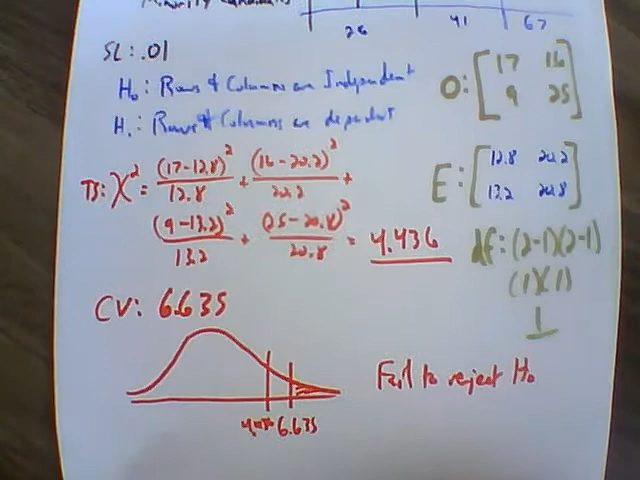 26 41 67
SL: .01
H₀: Rows & Columns are Independent
H₁: Rows & Columns are dependent
O: [17 16
9 25]
E: [12.8 20.2
13.2 20.8]
TS: χ² = (17-12.8)²/12.8 + (16-20.2)²/20.2 +
(9-13.2)²/13.2 + (25-20.8)²/20.8 = 4.436
df: (2-1)(2-1)
(1)(1)
1
CV: 6.635
Fail to reject H₀
4.436 6.635